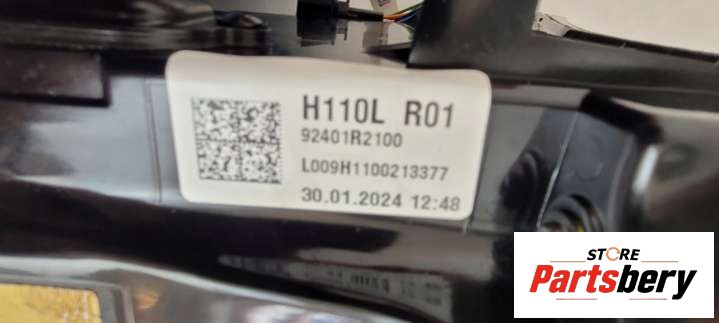 H110L R01
92401R2100
L009H1100213377
30.01.2024 12:48
STORE
Partsbery